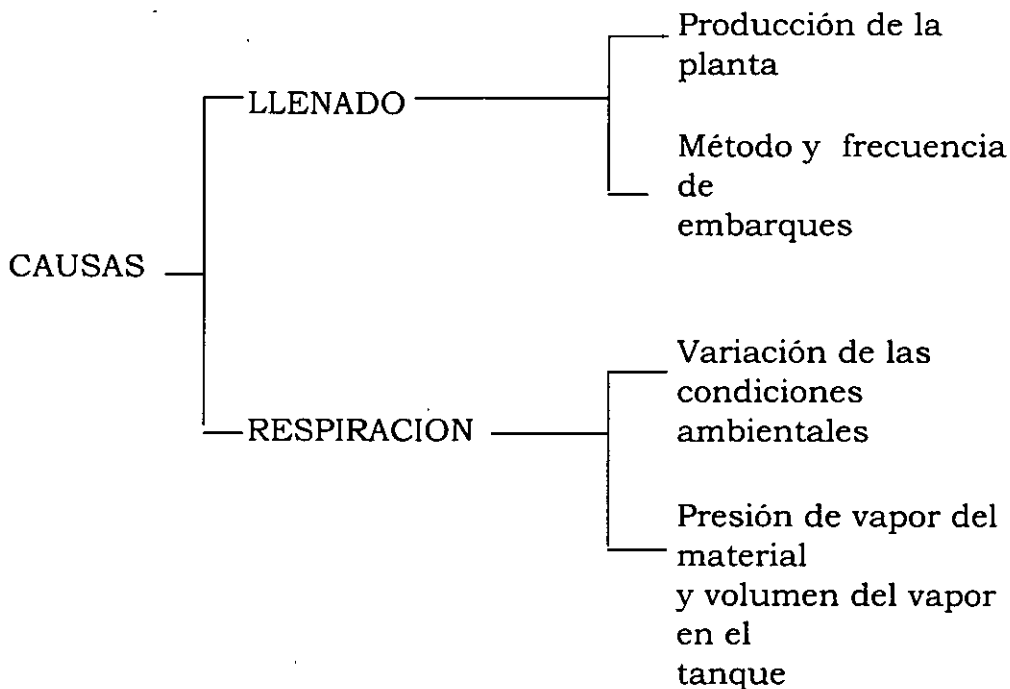 Producción de la
planta
LLENADO
Método y frecuencia
de
embarques
CAUSAS
Variación de las
condiciones
ambientales
RESPIRACION
Presión de vapor del
material
y volumen del vapor
en el
tanque